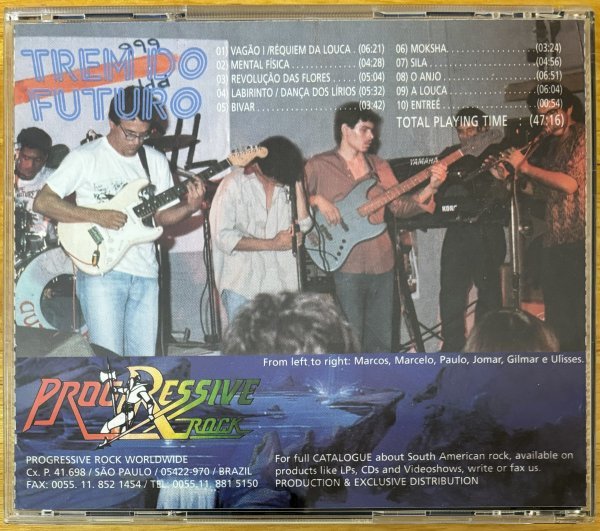 TREM DO
FUTURO
01) VAGÃO I /RÉQUIEM DA LOUCA . (06:21)
02) MENTAL FÍSICA . . . . . . . . . . . . . . . . (04:28)
03) REVOLUÇÃO DAS FLORES . . . . . . . (05:04)
04) LABIRINTO / DANÇA DOS LÍRIOS . (05:32)
05) BIVAR . . . . . . . . . . . . . . . . . . . . . . . (03:42)
06) MOKSHA. . . . . . . . . . . . . . . . (03:24)
07) SILA . . . . . . . . . . . . . . . . . . . (04:56)
08) O ANJO . . . . . . . . . . . . . . . . (06:51)
09) A LOUCA . . . . . . . . . . . . . . . (06:04)
10) ENTREÉ . . . . . . . . . . . . . . . . (00:54)
TOTAL PLAYING TIME . . (47:16)
YAMAHA
KORG
From left to right: Marcos, Marcelo, Paulo, Jomar, Gilmar e Ulisses.
PROGRESSIVE
ROCK
PROGRESSIVE ROCK WORLDWIDE
Cx. P. 41.698 / SÃO PAULO / 05422-970 / BRAZIL
FAX: 0055. 11. 852 1454 / TEL: 0055.11. 881 5150
For full CATALOGUE about South American rock, available on
products like LPs, CDs and Videoshows, write or fax us.
PRODUCTION & EXCLUSIVE DISTRIBUTION